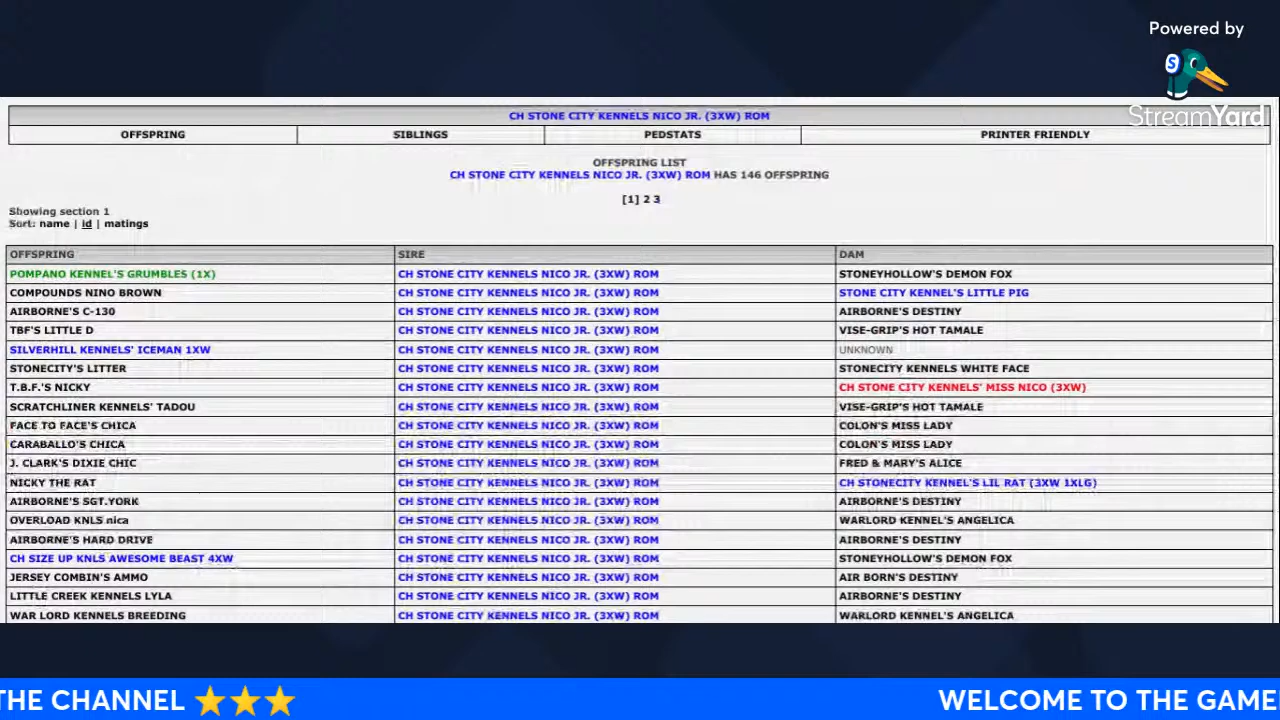 Powered by
S
StreamYard
CH STONE CITY KENNELS NICO JR. (3XW) ROM
OFFSPRING SIBLINGS PEDSTATS PRINTER FRIENDLY
OFFSPRING LIST
CH STONE CITY KENNELS NICO JR. (3XW) ROM HAS 146 OFFSPRING
[1] 2 3
Showing section 1
Sort: name | id | matings
OFFSPRING SIRE DAM
POMPANO KENNEL'S GRUMBLES (1X) CH STONE CITY KENNELS NICO JR. (3XW) ROM STONEYHOLLOW'S DEMON FOX
COMPOUNDS NINO BROWN CH STONE CITY KENNELS NICO JR. (3XW) ROM STONE CITY KENNEL'S LITTLE PIG
AIRBORNE'S C-130 CH STONE CITY KENNELS NICO JR. (3XW) ROM AIRBORNE'S DESTINY
TBF'S LITTLE D CH STONE CITY KENNELS NICO JR. (3XW) ROM VISE-GRIP'S HOT TAMALE
SILVERHILL KENNELS' ICEMAN 1XW CH STONE CITY KENNELS NICO JR. (3XW) ROM UNKNOWN
STONECITY'S LITTER CH STONE CITY KENNELS NICO JR. (3XW) ROM STONECITY KENNELS WHITE FACE
T.B.F.'S NICKY CH STONE CITY KENNELS NICO JR. (3XW) ROM CH STONE CITY KENNELS' MISS NICO (3XW)
SCRATCHLINER KENNELS' TADOU CH STONE CITY KENNELS NICO JR. (3XW) ROM VISE-GRIP'S HOT TAMALE
FACE TO FACE'S CHICA CH STONE CITY KENNELS NICO JR. (3XW) ROM COLON'S MISS LADY
CARABALLO'S CHICA CH STONE CITY KENNELS NICO JR. (3XW) ROM COLON'S MISS LADY
J. CLARK'S DIXIE CHIC CH STONE CITY KENNELS NICO JR. (3XW) ROM FRED & MARY'S ALICE
NICKY THE RAT CH STONE CITY KENNELS NICO JR. (3XW) ROM CH STONECITY KENNEL'S LIL RAT (3XW 1XLG)
AIRBORNE'S SGT.YORK CH STONE CITY KENNELS NICO JR. (3XW) ROM AIRBORNE'S DESTINY
OVERLOAD KNLS nica CH STONE CITY KENNELS NICO JR. (3XW) ROM WARLORD KENNEL'S ANGELICA
AIRBORNE'S HARD DRIVE CH STONE CITY KENNELS NICO JR. (3XW) ROM AIRBORNE'S DESTINY
CH SIZE UP KNLS AWESOME BEAST 4XW CH STONE CITY KENNELS NICO JR. (3XW) ROM STONEYHOLLOW'S DEMON FOX
JERSEY COMBIN'S AMMO CH STONE CITY KENNELS NICO JR. (3XW) ROM AIR BORN'S DESTINY
LITTLE CREEK KENNELS LYLA CH STONE CITY KENNELS NICO JR. (3XW) ROM AIRBORNE'S DESTINY
WAR LORD KENNELS BREEDING CH STONE CITY KENNELS NICO JR. (3XW) ROM WARLORD KENNEL'S ANGELICA
THE CHANNEL ⭐⭐⭐ WELCOME TO THE GAME